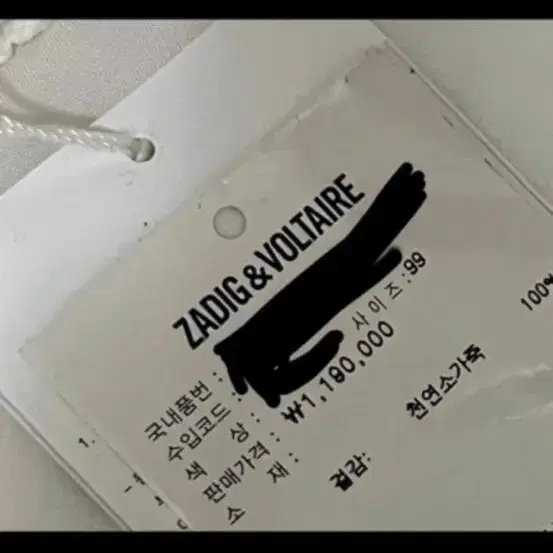 ZADIG & VOLTAIRE
국내품번 :
수입코드 : 사이즈 : 99
색 상 :
판매가격 : ₩1,190,000
소 재 :
겉감: 천연소가죽 100%
1.